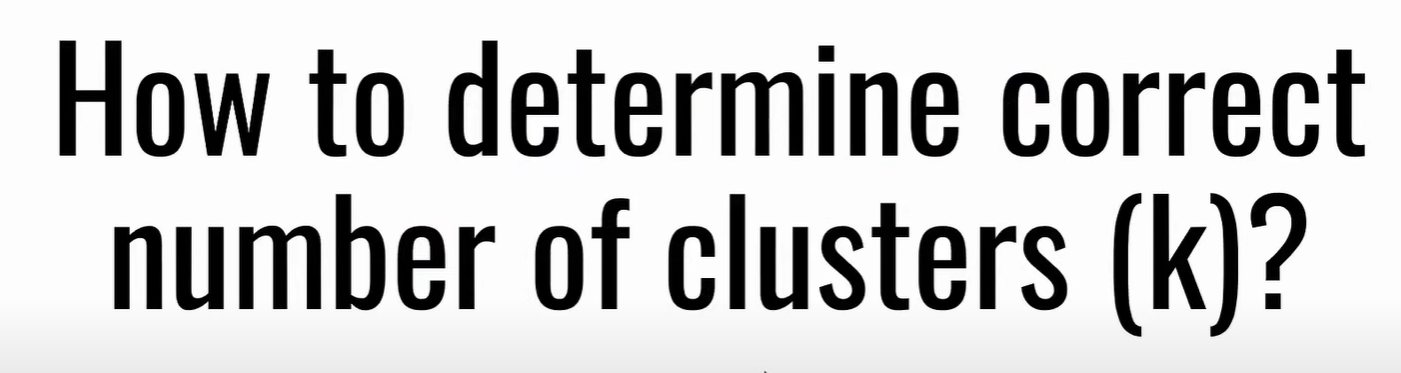 How to determine correct
number of clusters (k)?